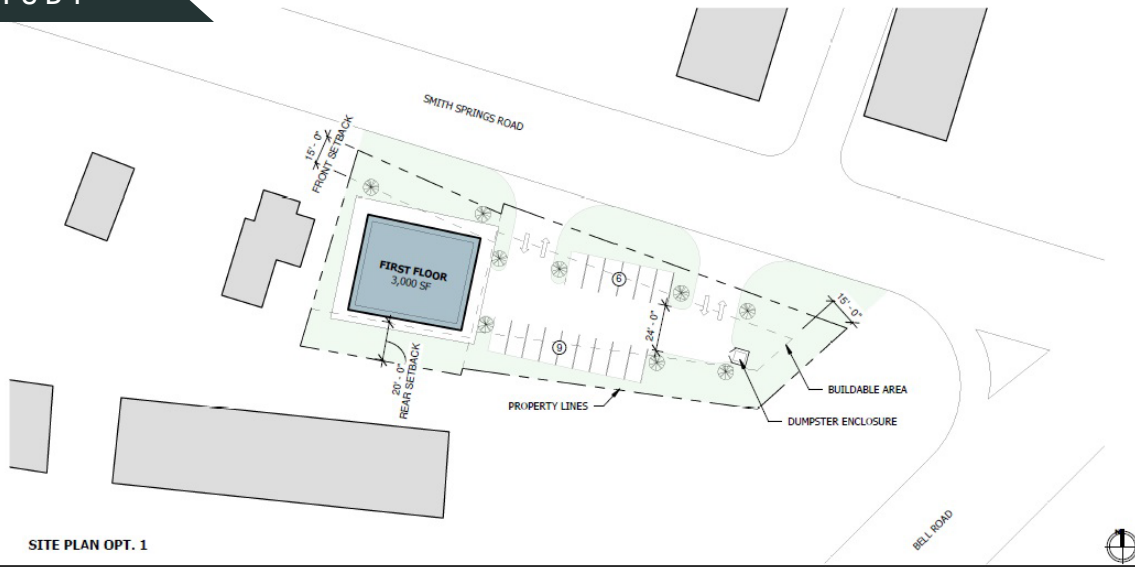 SMITH SPRINGS ROAD
15' - 0"
FRONT SETBACK
FIRST FLOOR
3,000 SF
6
15' - 0"
24' - 0"
9
20' - 0"
REAR SETBACK
BUILDABLE AREA
PROPERTY LINES
DUMPSTER ENCLOSURE
BELL ROAD
SITE PLAN OPT. 1